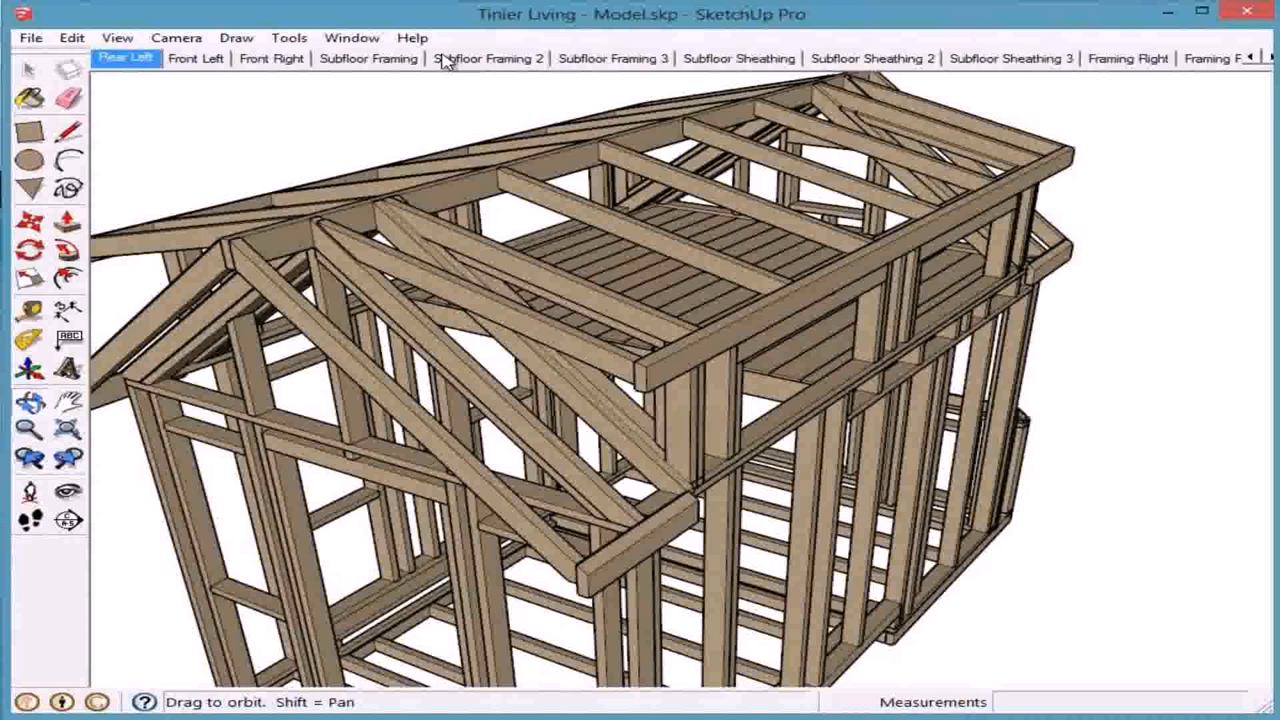 Tinier Living - Model.skp - SketchUp Pro
File Edit View Camera Draw Tools Window Help
Rear Left Front Left Front Right Subfloor Framing Subfloor Framing 2 Subfloor Framing 3 Subfloor Sheathing Subfloor Sheathing 2 Subfloor Sheathing 3 Framing Right Framing F
ABC
Drag to orbit. Shift = Pan
Measurements